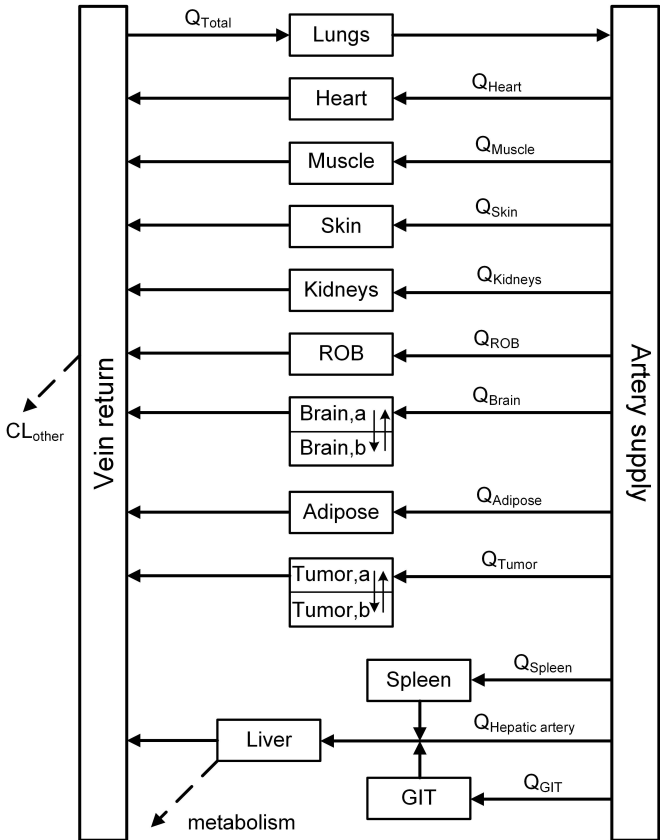 Q_Total
Lungs
Q_Heart
Heart
Q_Muscle
Muscle
Q_Skin
Skin
Q_Kidneys
Kidneys
Q_ROB
ROB
Vein return
Artery supply
CL_other
Q_Brain
Brain,a
Brain,b
Q_Adipose
Adipose
Q_Tumor
Tumor,a
Tumor,b
Q_Spleen
Spleen
Q_Hepatic artery
Liver
Q_GIT
GIT
metabolism